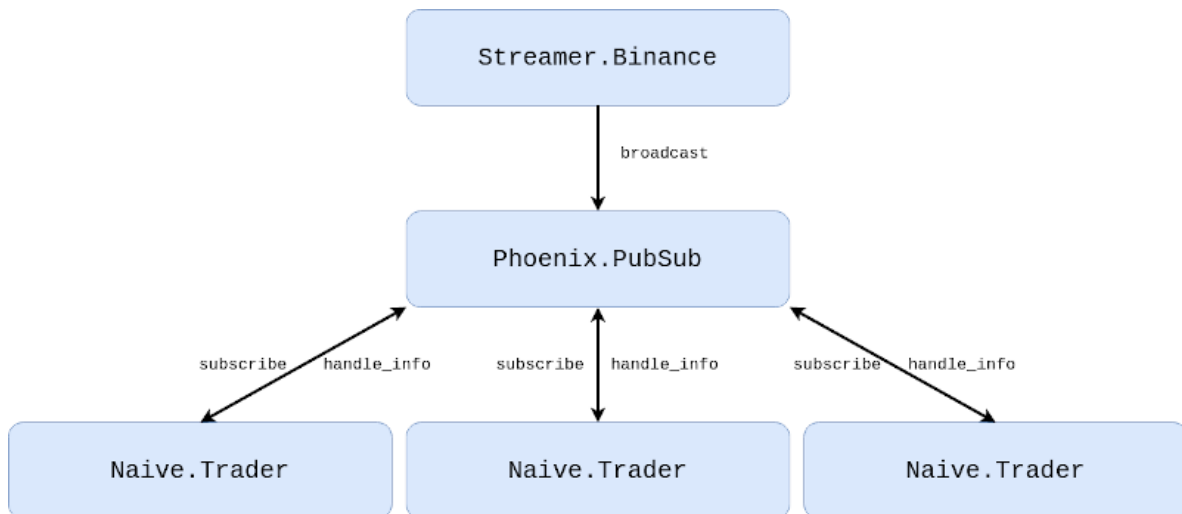 Streamer.Binance
broadcast
Phoenix.PubSub
subscribe handle_info subscribe handle_info subscribe handle_info
Naive.Trader Naive.Trader Naive.Trader